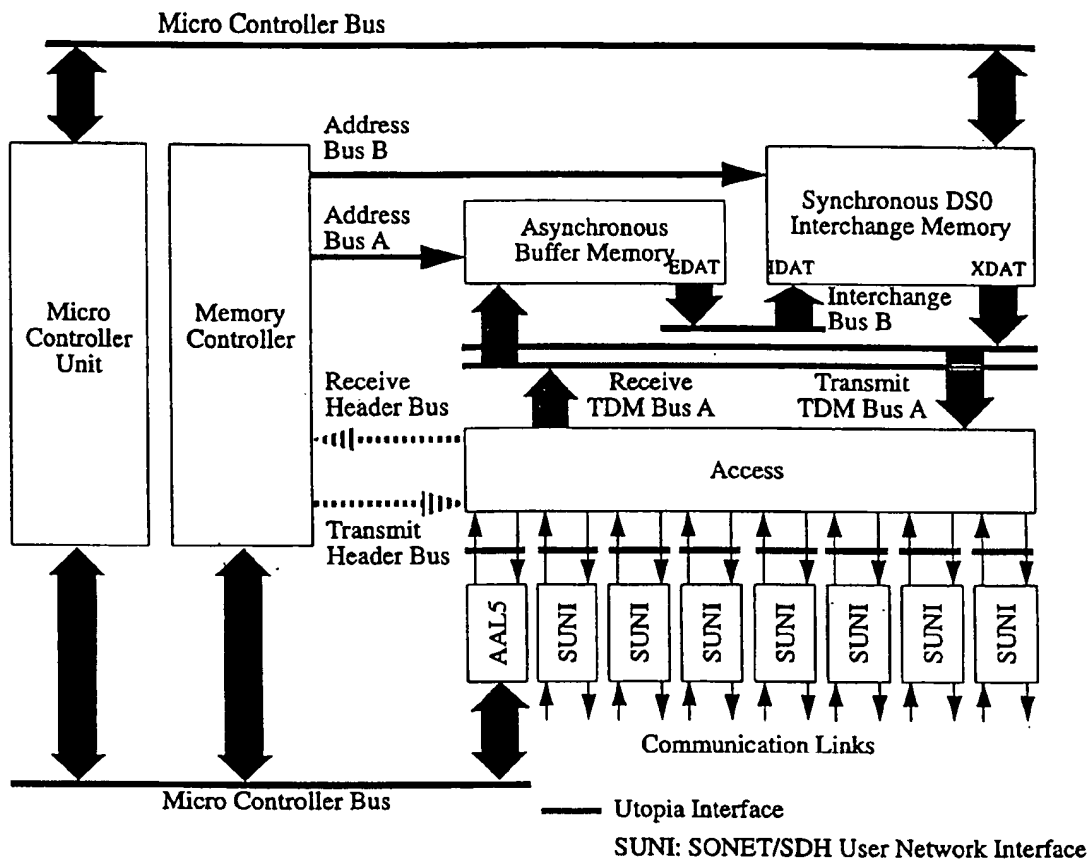 Micro Controller Bus
Address
Bus B
Address
Bus A
Asynchronous
Buffer Memory
EDAT
Synchronous DS0
Interchange Memory
IDAT
XDAT
Micro
Controller
Unit
Memory
Controller
Interchange
Bus B
Receive
Header Bus
Receive
TDM Bus A
Transmit
TDM Bus A
Access
Transmit
Header Bus
AAL5
SUNI
SUNI
SUNI
SUNI
SUNI
SUNI
SUNI
Communication Links
Micro Controller Bus
Utopia Interface
SUNI: SONET/SDH User Network Interface